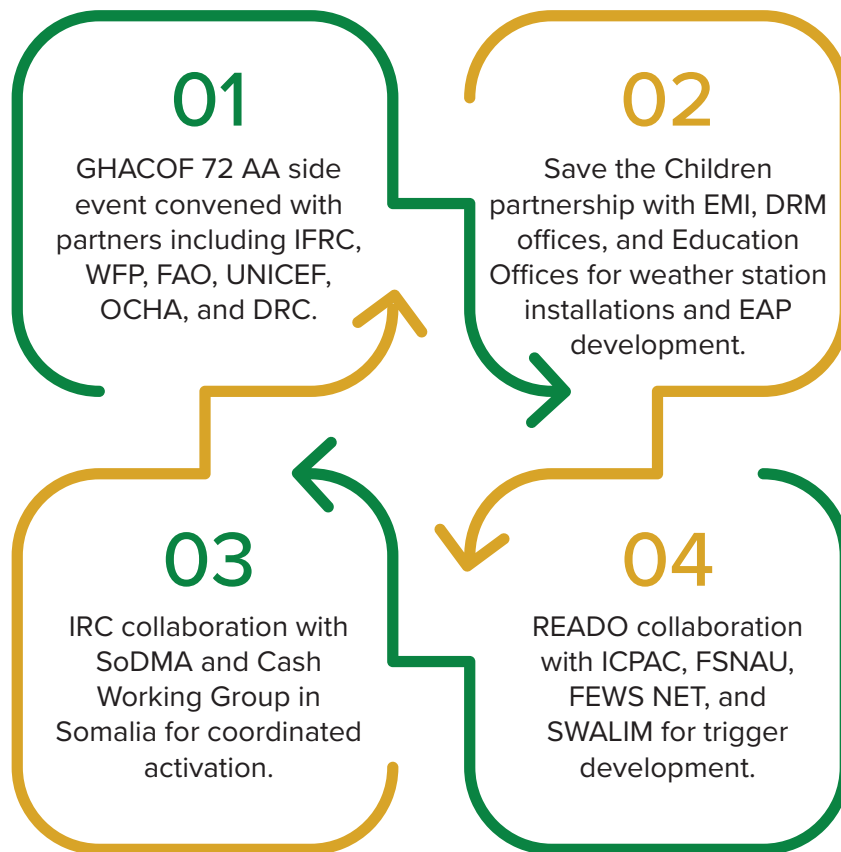 01
GHACOF 72 AA side
event convened with
partners including IFRC,
WFP, FAO, UNICEF,
OCHA, and DRC.
02
Save the Children
partnership with EMI, DRM
offices, and Education
Offices for weather station
installations and EAP
development.
03
IRC collaboration with
SoDMA and Cash
Working Group in
Somalia for coordinated
activation.
04
READO collaboration
with ICPAC, FSNAU,
FEWS NET, and
SWALIM for trigger
development.